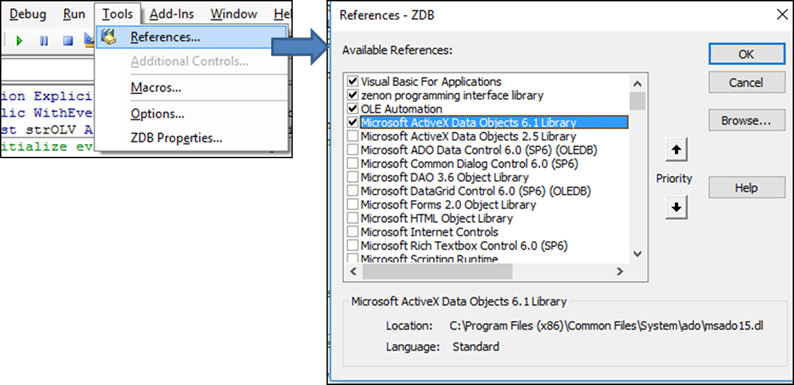 Debug Run Tools Add-Ins Window He
References...
Additional Controls...
Macros...
Options...
ZDB Properties...
ion Explici
lic WithEve
st strOLV A
itialize ev
References - ZDB
Available References:
OK
Cancel
Browse...
Priority
Help
Visual Basic For Applications
zenon programming interface library
OLE Automation
Microsoft ActiveX Data Objects 6.1 Library
Microsoft ActiveX Data Objects 2.5 Library
Microsoft ADO Data Control 6.0 (SP6) (OLEDB)
Microsoft Common Dialog Control 6.0 (SP6)
Microsoft DAO 3.6 Object Library
Microsoft DataGrid Control 6.0 (SP6) (OLEDB)
Microsoft Forms 2.0 Object Library
Microsoft HTML Object Library
Microsoft Internet Controls
Microsoft Rich Textbox Control 6.0 (SP6)
Microsoft Scripting Runtime
Microsoft ActiveX Data Objects 6.1 Library
Location: C:\Program Files (x86)\Common Files\System\ado\msado15.dl
Language: Standard